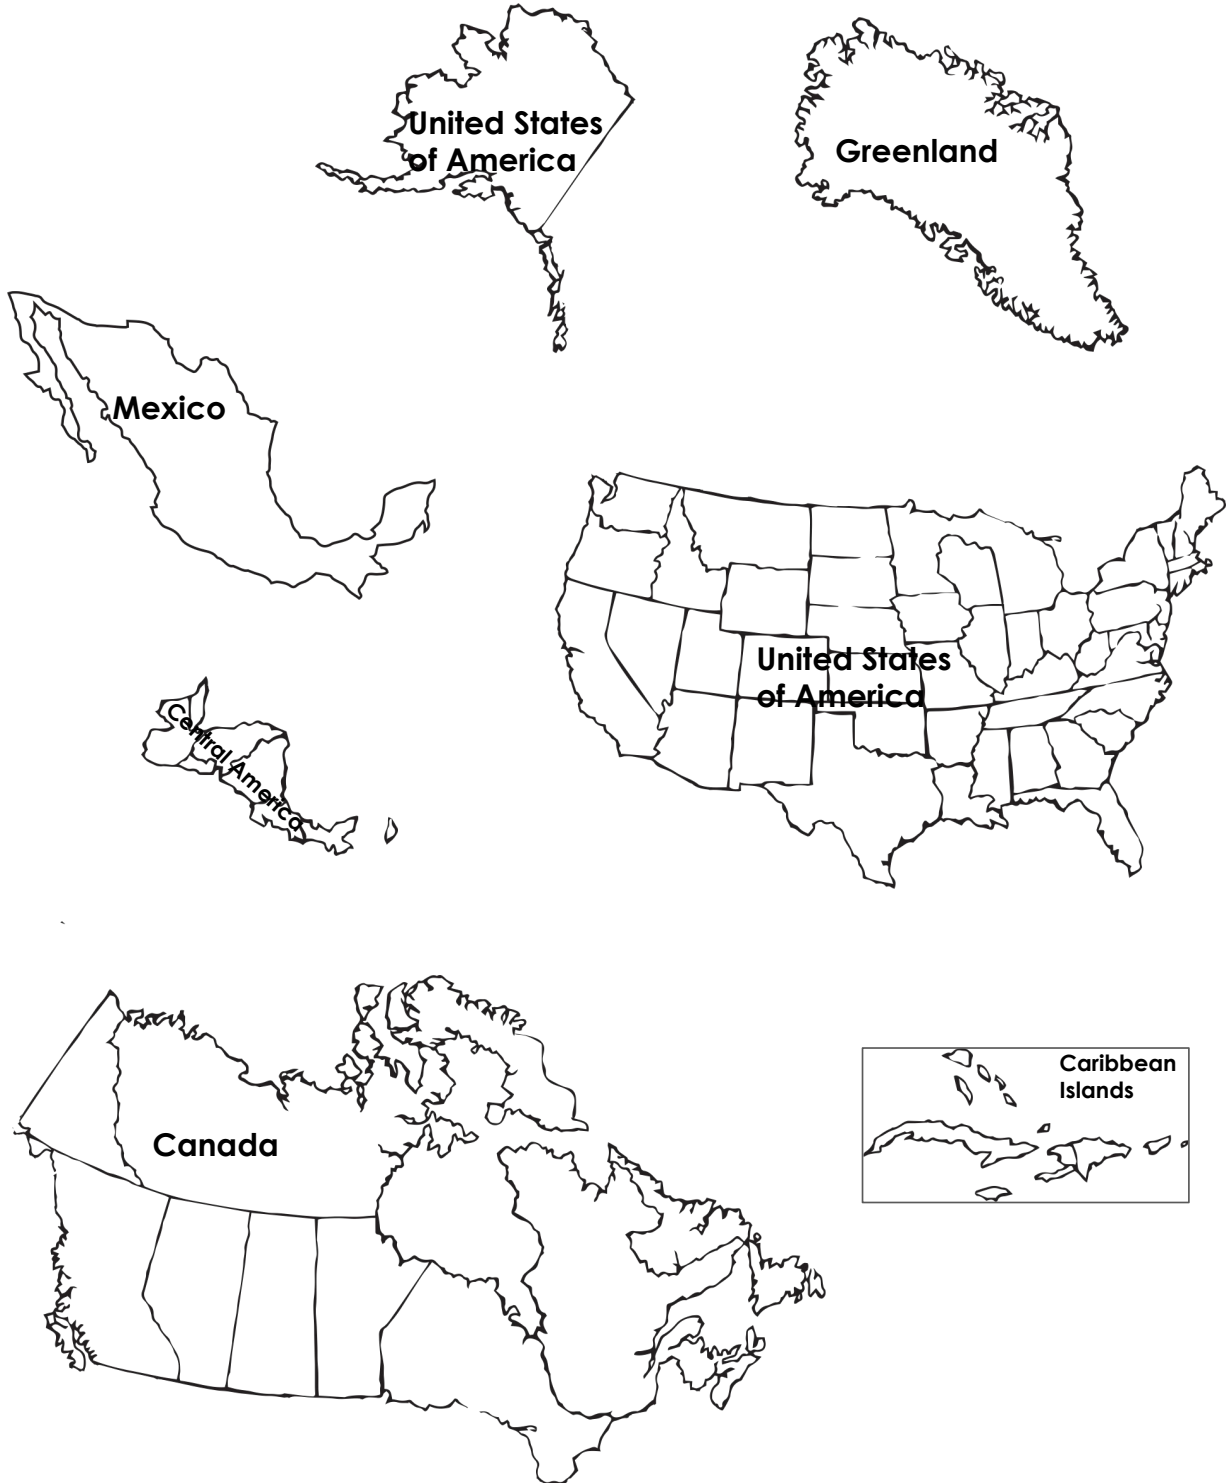 United States
of America
Greenland
Mexico
United States
of America
Central America
Caribbean
Islands
Canada